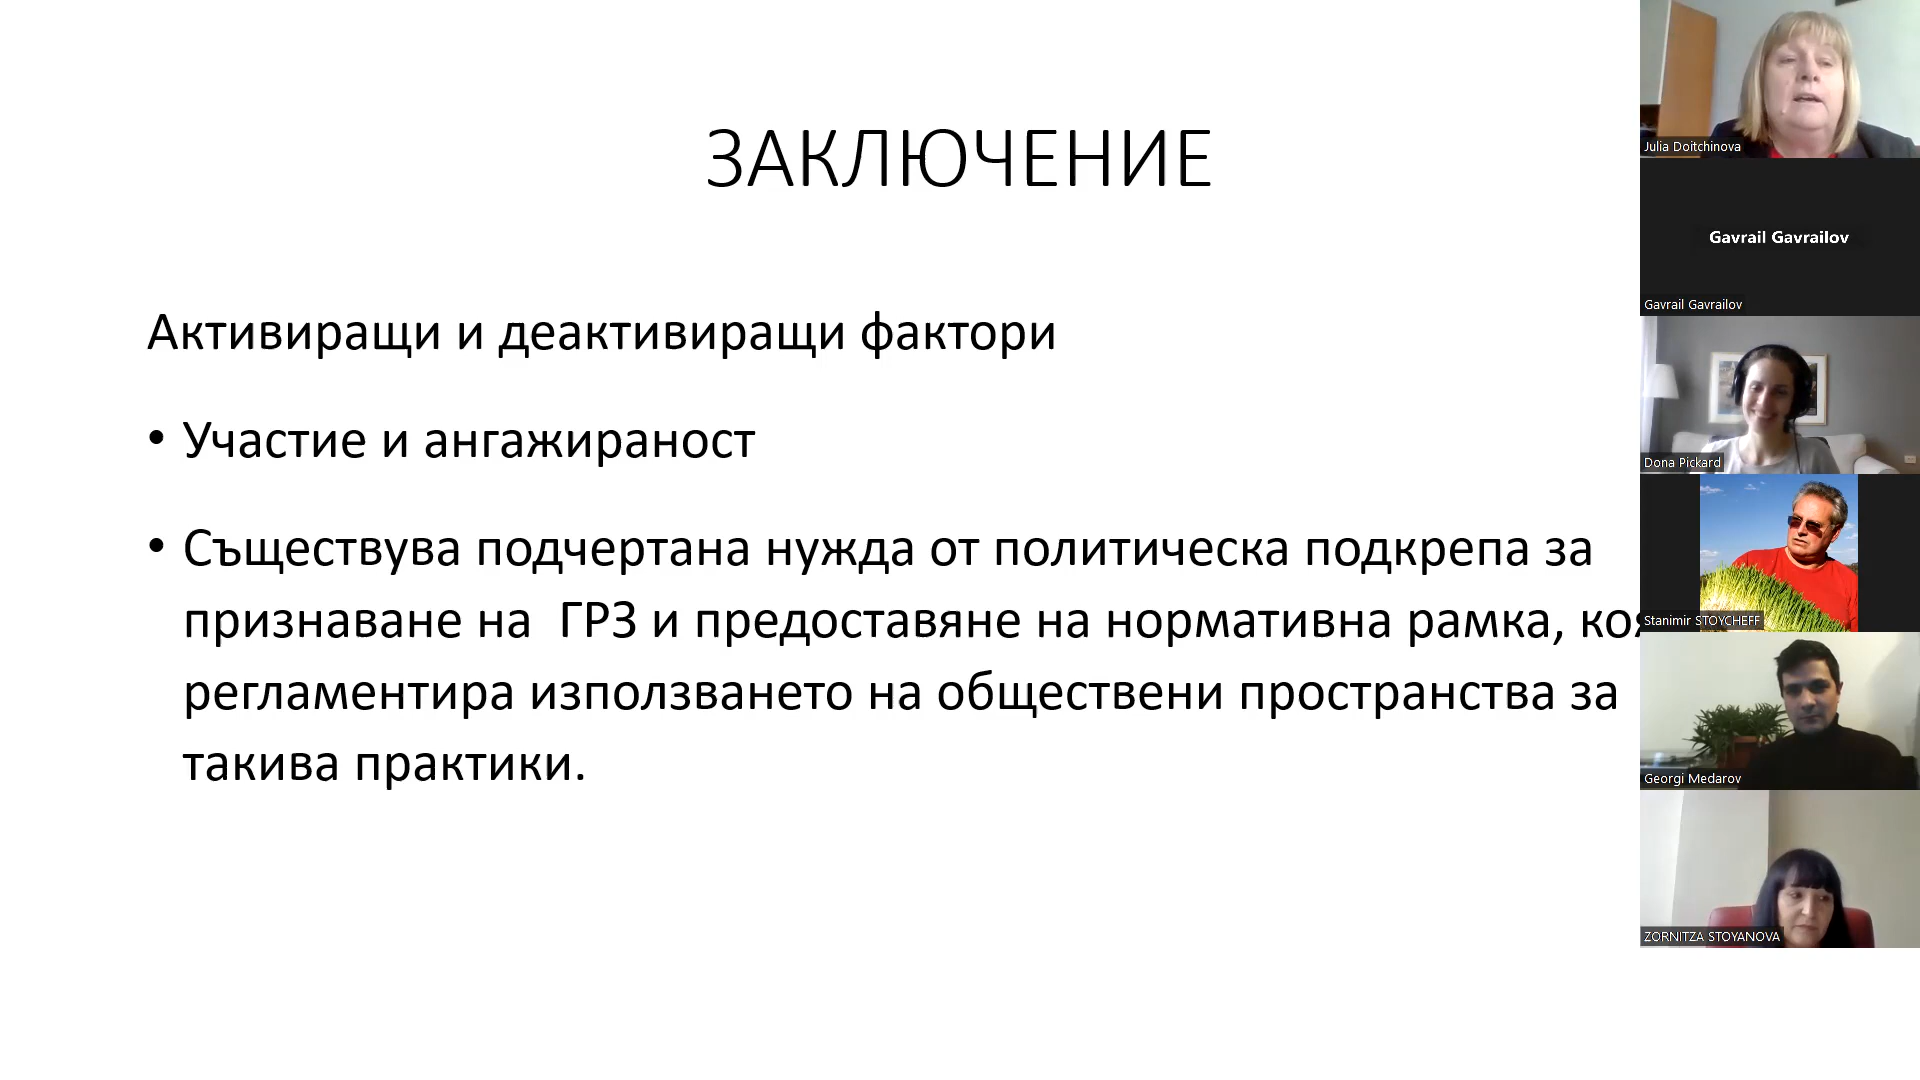 ЗАКЛЮЧЕНИЕ
Активиращи и деактивиращи фактори
• Участие и ангажираност
• Съществува подчертана нужда от политическа подкрепа за
признаване на ГРЗ и предоставяне на нормативна рамка,
регламентира използването на обществени пространства за
такива практики.
Julia Doitchinova
Gavrail Gavrailov
Gavrail Gavrailov
Dona Pickard
Stanimir STOYCHEFF
Georgi Medarov
ZORNITZA STOYANOVA